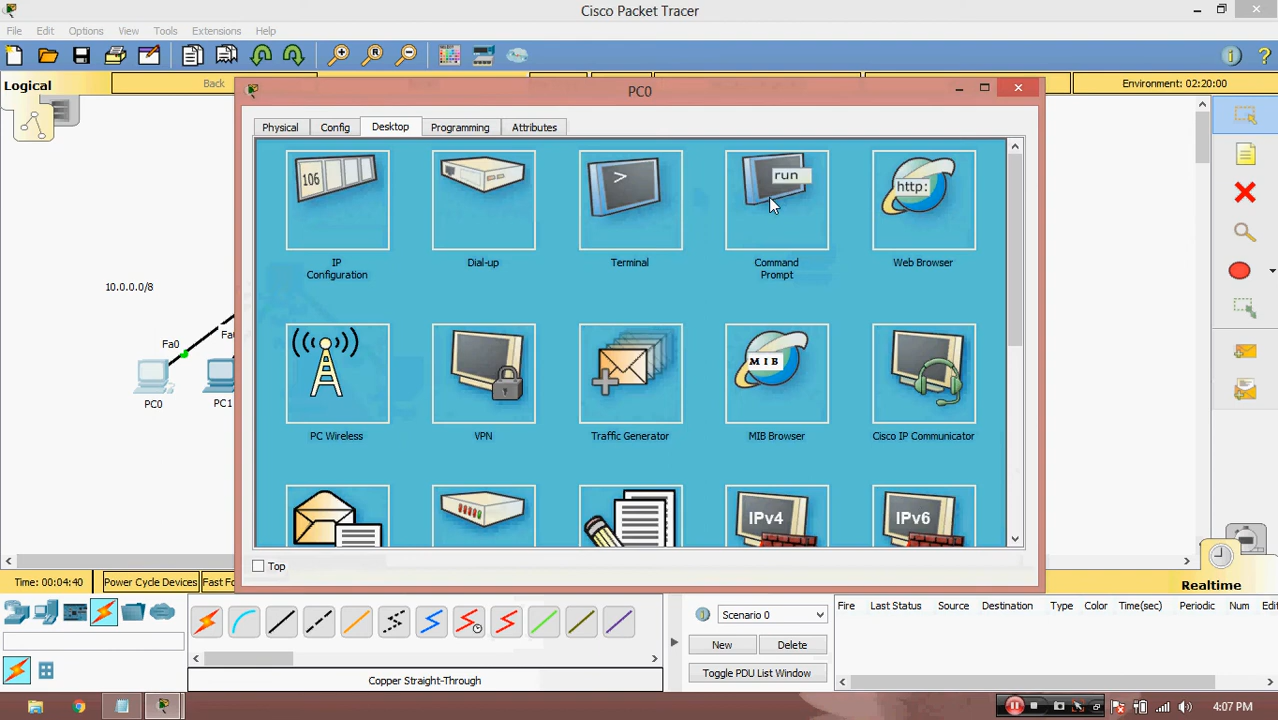 Cisco Packet Tracer
File Edit Options View Tools Extensions Help
Logical
Back
Environment: 02:20:00
PC0
Physical Config Desktop Programming Attributes
106
>
run
http:
IP Configuration
Dial-up
Terminal
Command Prompt
Web Browser
MIB
PC Wireless
VPN
Traffic Generator
MIB Browser
Cisco IP Communicator
IPv4
IPv6
Top
10.0.0.0/8
Fa0
PC0
PC1
Time: 00:04:40
Power Cycle Devices
Realtime
Scenario 0
New
Delete
Toggle PDU List Window
Fire Last Status Source Destination Type Color Time(sec) Periodic Num
Copper Straight-Through
4:07 PM